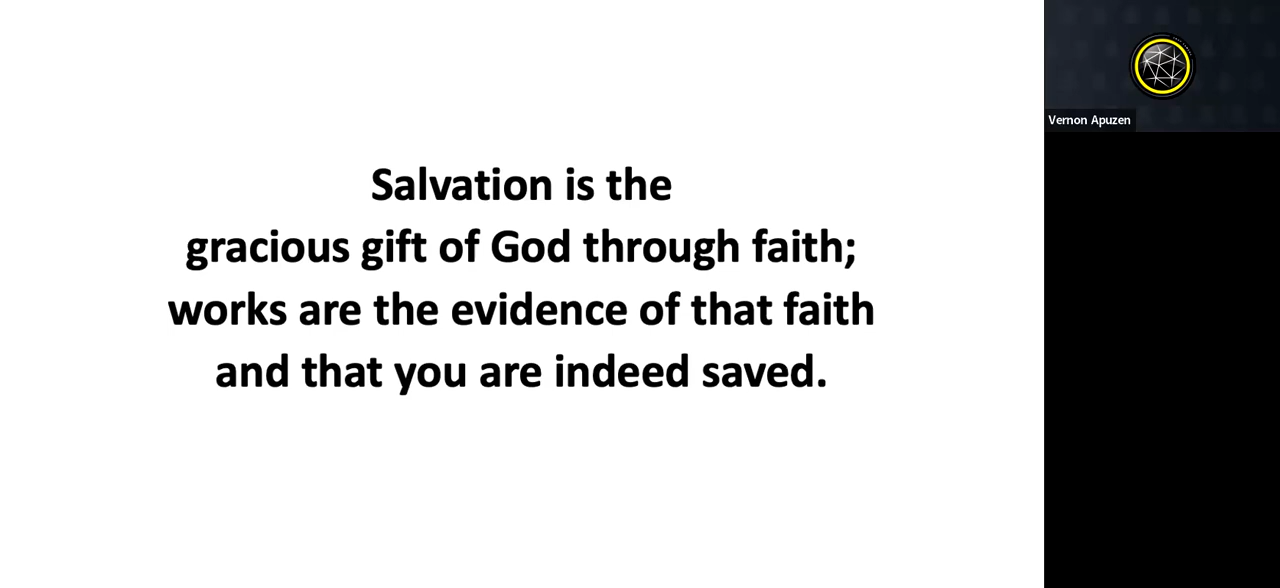 Salvation is the
gracious gift of God through faith;
works are the evidence of that faith
and that you are indeed saved.
Vernon Apuzen